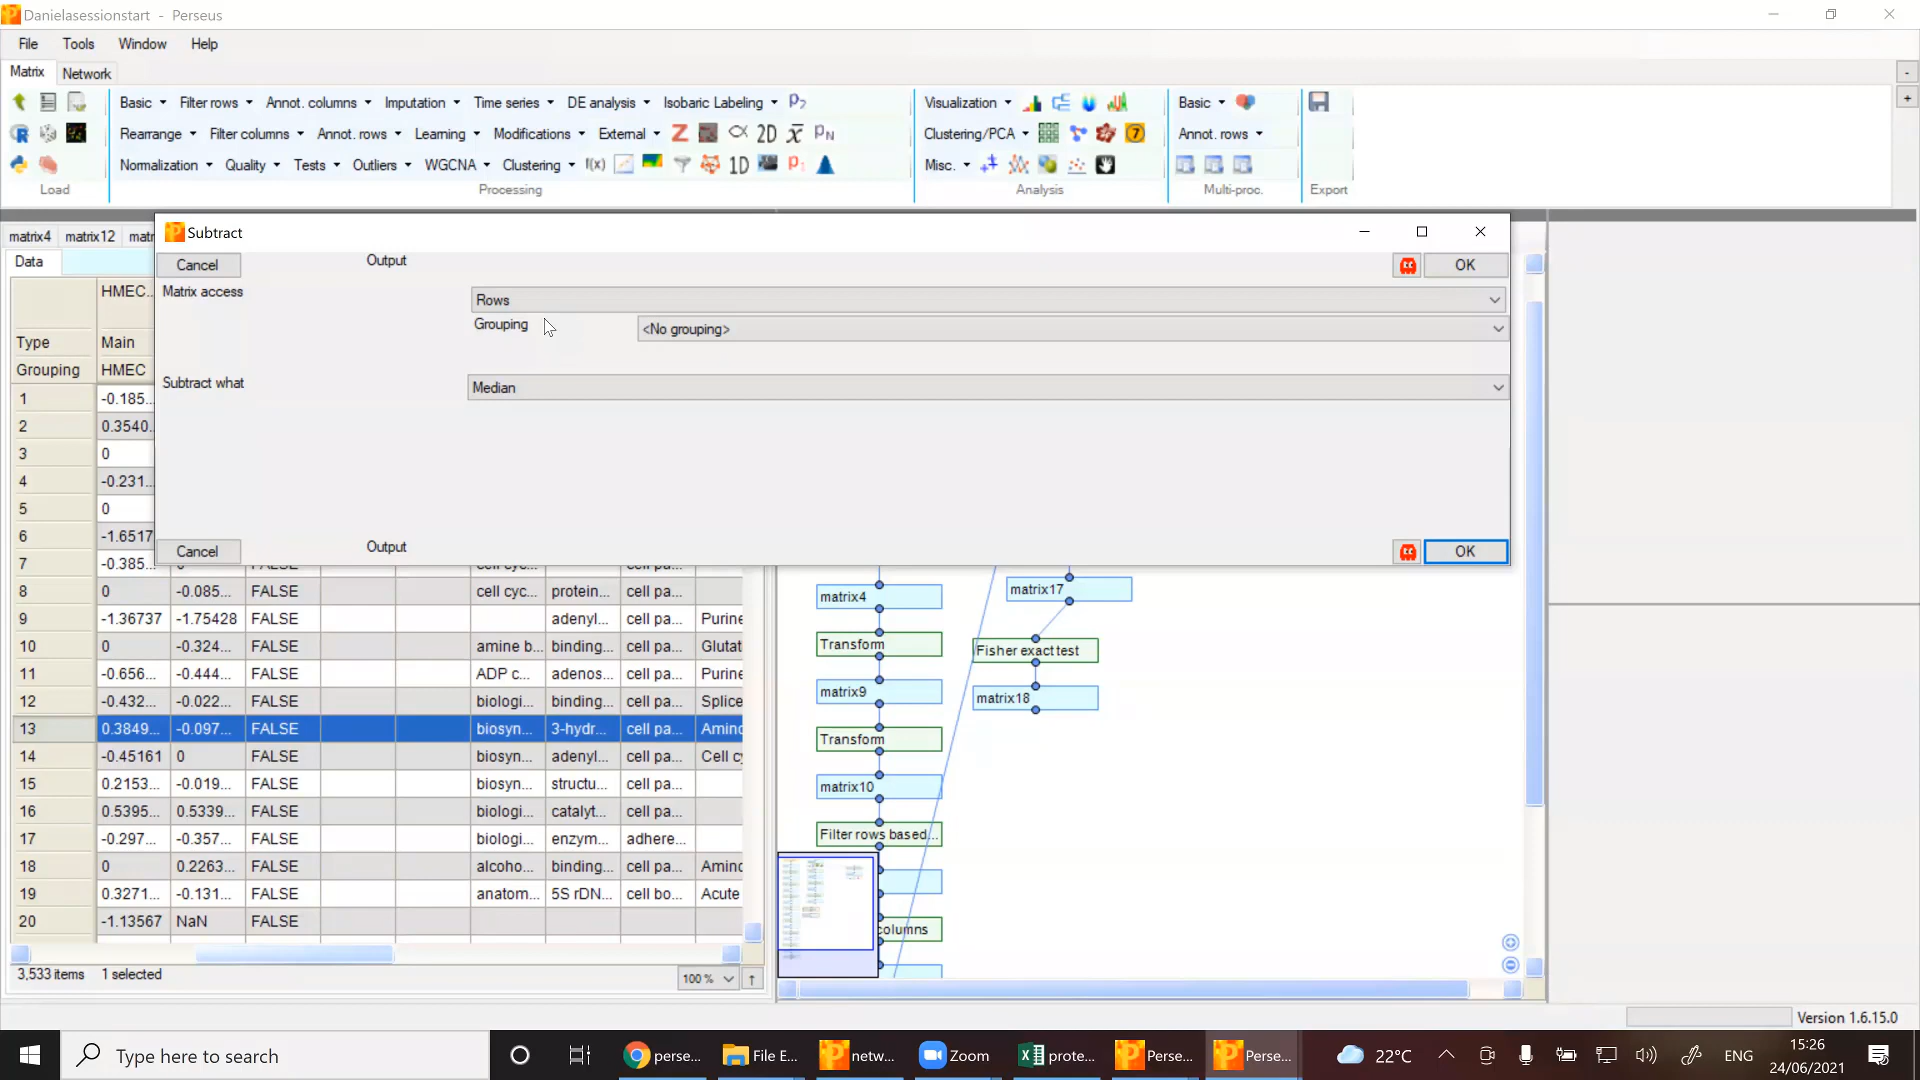 Danielasessionstart - Perseus
File Tools Window Help
Matrix Network
Basic Filter rows Annot. columns Imputation Time series DE analysis Isobaric Labeling p2
Rearrange Filter columns Annot. rows Learning Modifications External Z 2D x pN
Normalization Quality Tests Outliers WGCNA Clustering f(x) 1D p1
Visualization
Clustering/PCA 7
Misc.
Basic
Annot. rows
Load Processing Analysis Multi-proc. Export
matrix4 matrix12 matr
Data
Subtract
Cancel Output OK
Matrix access Rows
Grouping <No grouping>
Subtract what Median
Cancel Output OK
HMEC...
Type Main
Grouping HMEC
1 -0.185...
2 0.3540...
3 0
4 -0.231...
5 0
6 -1.6517
7 -0.385...
8 0 -0.085... FALSE cell cyc... protein... cell pa...
9 -1.36737 -1.75428 FALSE adenyl... cell pa... Purine
10 0 -0.324... FALSE amine b... binding... cell pa... Glutat
11 -0.656... -0.444... FALSE ADP c... adenos... cell pa... Purine
12 -0.432... -0.022... FALSE biologi... binding... cell pa... Splice
13 0.3849... -0.097... FALSE biosyn... 3-hydr... cell pa... Amino
14 -0.45161 0 FALSE biosyn... adenyl... cell pa... Cell cy
15 0.2153... -0.019... FALSE biosyn... structu... cell pa...
16 0.5395... 0.5339... FALSE biologi... catalyt... cell pa...
17 -0.297... -0.357... FALSE biologi... enzym... adhere...
18 0 0.2263... FALSE alcoho... binding... cell pa... Amino
19 0.3271... -0.131... FALSE anatom... 5S rDN... cell bo... Acute
20 -1.13567 NaN FALSE
3,533 items 1 selected
100 %
matrix4
Transform
matrix9
Transform
matrix10
Filter rows based...
columns
matrix17
Fisher exact test
matrix18
Version 1.6.15.0
Type here to search
perse...
File E...
netw...
Zoom
prote...
Perse...
Perse...
22°C
ENG
15:26
24/06/2021